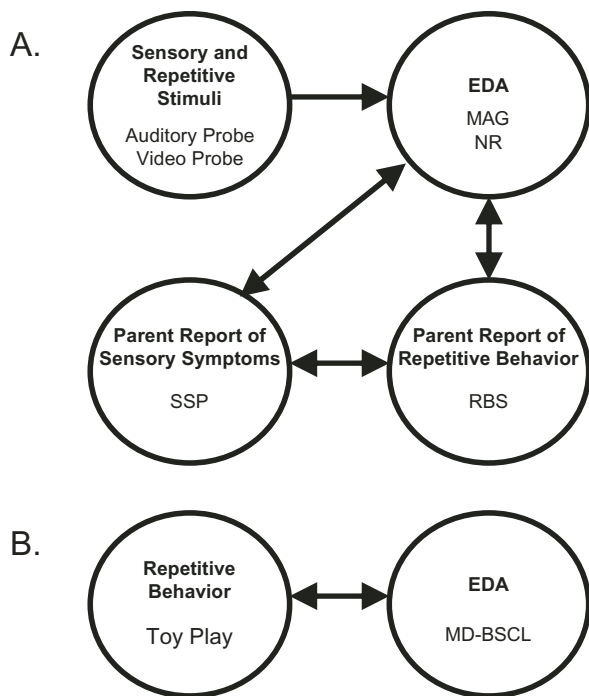 A.
Sensory and
Repetitive
Stimuli
Auditory Probe
Video Probe
EDA
MAG
NR
Parent Report of
Sensory Symptoms
SSP
Parent Report of
Repetitive Behavior
RBS
B.
Repetitive
Behavior
Toy Play
EDA
MD-BSCL